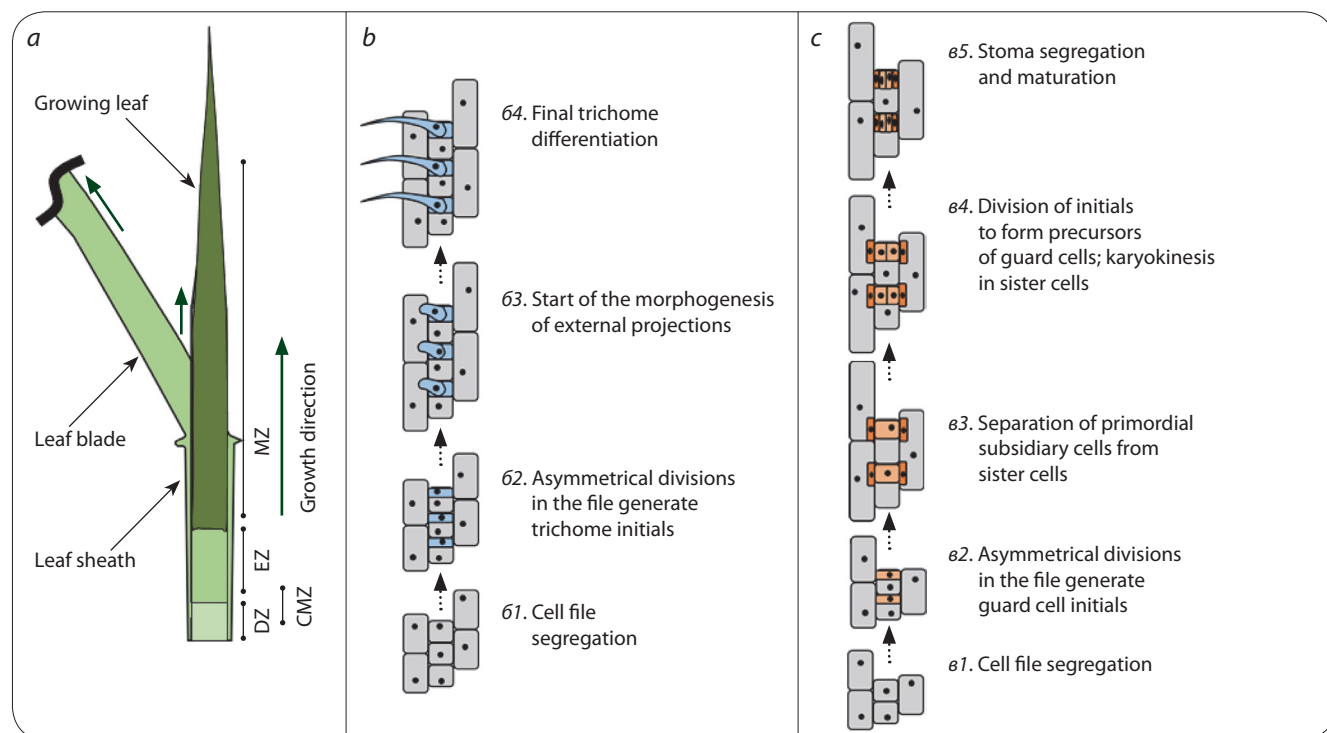 a
Growing leaf
Leaf blade
Leaf sheath
MZ
EZ
DZ
CMZ
Growth direction
b
б4. Final trichome
differentiation
б3. Start of the morphogenesis
of external projections
б2. Asymmetrical divisions
in the file generate
trichome initials
б1. Cell file
segregation
c
в5. Stoma segregation
and maturation
в4. Division of initials
to form precursors
of guard cells; karyokinesis
in sister cells
в3. Separation of primordial
subsidiary cells from
sister cells
в2. Asymmetrical divisions
in the file generate
guard cell initials
в1. Cell file segregation